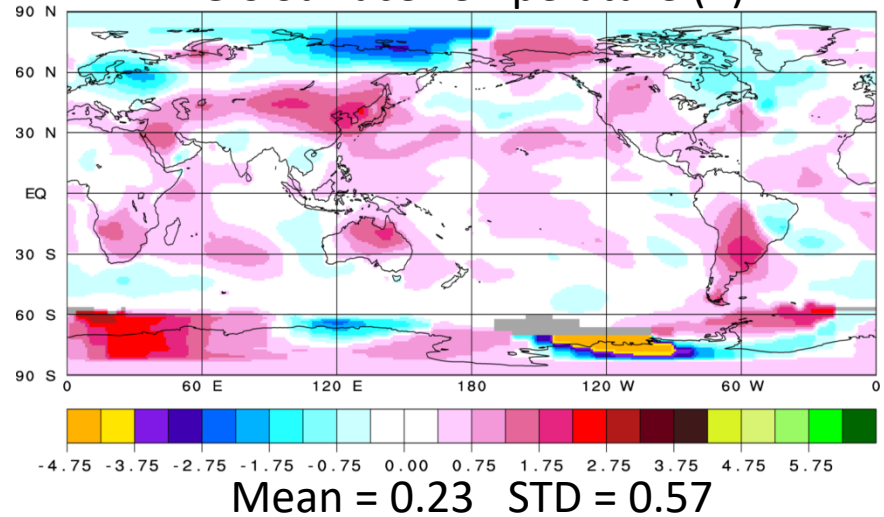 90 N
60 N
30 N
EQ
30 S
60 S
90 S
0 60 E 120 E 180 120 W 60 W 0
-4.75 -3.75 -2.75 -1.75 -0.75 0.00 0.75 1.75 2.75 3.75 4.75 5.75
Mean = 0.23 STD = 0.57